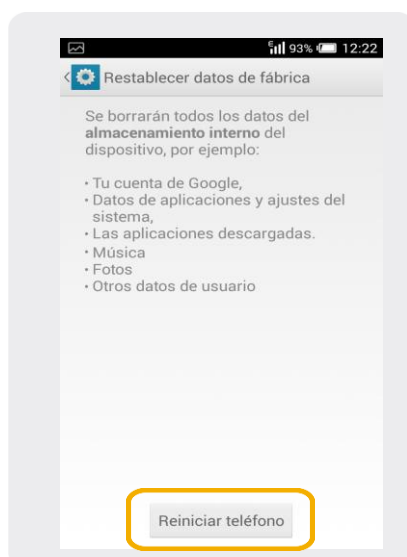 93% 12:22
Restablecer datos de fábrica
Se borrarán todos los datos del
almacenamiento interno del
dispositivo, por ejemplo:
· Tu cuenta de Google,
· Datos de aplicaciones y ajustes del
sistema,
· Las aplicaciones descargadas.
· Música
· Fotos
· Otros datos de usuario
Reiniciar teléfono